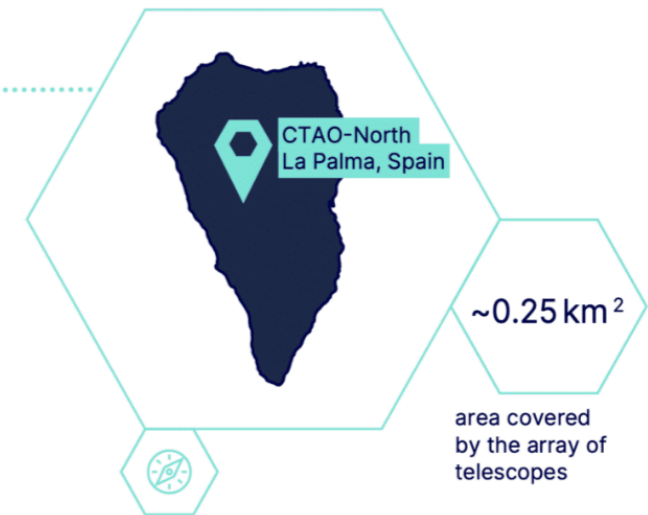 CTAO-North
La Palma, Spain
~0.25 km²
area covered
by the array of
telescopes